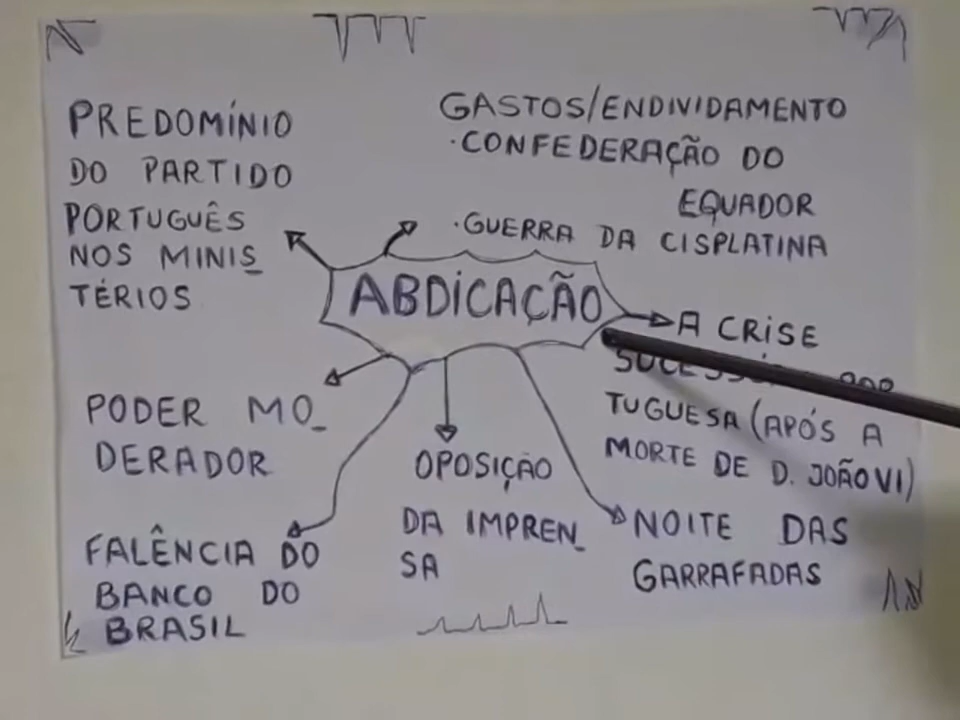 PREDOMÍNIO
DO PARTIDO
PORTUGUÊS
NOS MINIS
TÉRIOS
GASTOS/ENDIVIDAMENTO
·CONFEDERAÇÃO DO
EQUADOR
·GUERRA DA CISPLATINA
ABDICAÇÃO
A CRISE
TUGUESA (APÓS A
MORTE DE D. JOÃO VI)
PODER MO_
DERADOR
OPOSIÇÃO
DA IMPREN_
SA
NOITE DAS
GARRAFADAS
FALÊNCIA DO
BANCO DO
BRASIL